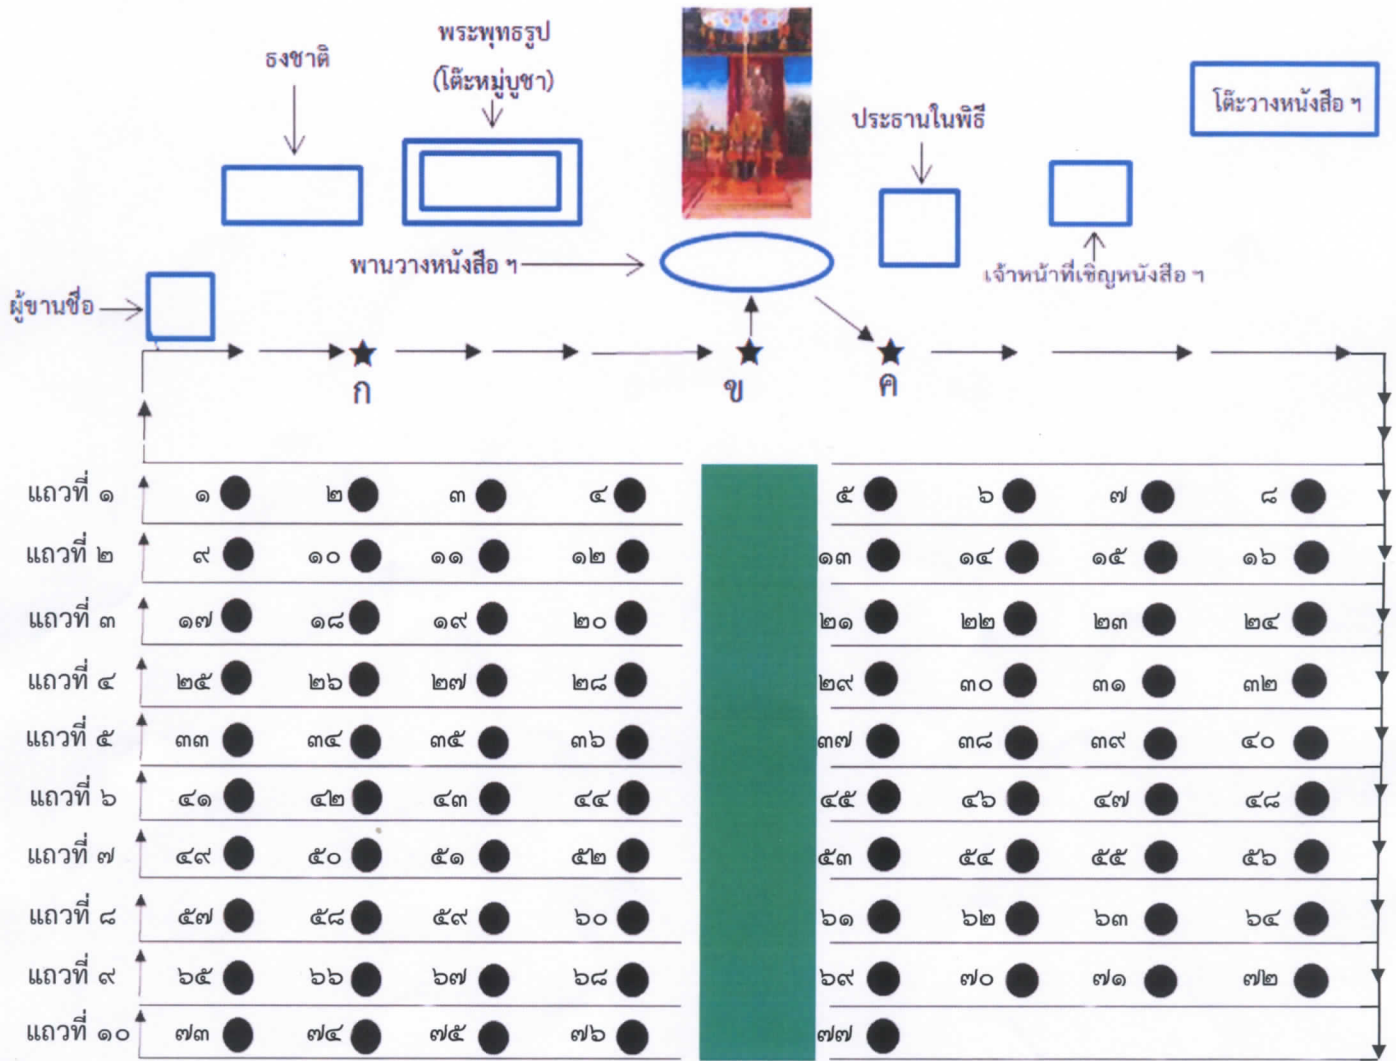 ธงชาติ
พระพุทธรูป
(โต๊ะหมู่บูชา)
ประธานในพิธี
โต๊ะวางหนังสือ ฯ
พานวางหนังสือ ฯ
เจ้าหน้าที่เชิญหนังสือ ฯ
ผู้ขานชื่อ
ก ข ค
แถวที่ ๑ ๑ ๒ ๓ ๔ ๕ ๖ ๗ ๘
แถวที่ ๒ ๙ ๑๐ ๑๑ ๑๒ ๑๓ ๑๔ ๑๕ ๑๖
แถวที่ ๓ ๑๗ ๑๘ ๑๙ ๒๐ ๒๑ ๒๒ ๒๓ ๒๔
แถวที่ ๔ ๒๕ ๒๖ ๒๗ ๒๘ ๒๙ ๓๐ ๓๑ ๓๒
แถวที่ ๕ ๓๓ ๓๔ ๓๕ ๓๖ ๓๗ ๓๘ ๓๙ ๔๐
แถวที่ ๖ ๔๑ ๔๒ ๔๓ ๔๔ ๔๕ ๔๖ ๔๗ ๔๘
แถวที่ ๗ ๔๙ ๕๐ ๕๑ ๕๒ ๕๓ ๕๔ ๕๕ ๕๖
แถวที่ ๘ ๕๗ ๕๘ ๕๙ ๖๐ ๖๑ ๖๒ ๖๓ ๖๔
แถวที่ ๙ ๖๕ ๖๖ ๖๗ ๖๘ ๖๙ ๗๐ ๗๑ ๗๒
แถวที่ ๑๐ ๗๓ ๗๔ ๗๕ ๗๖ ๗๗